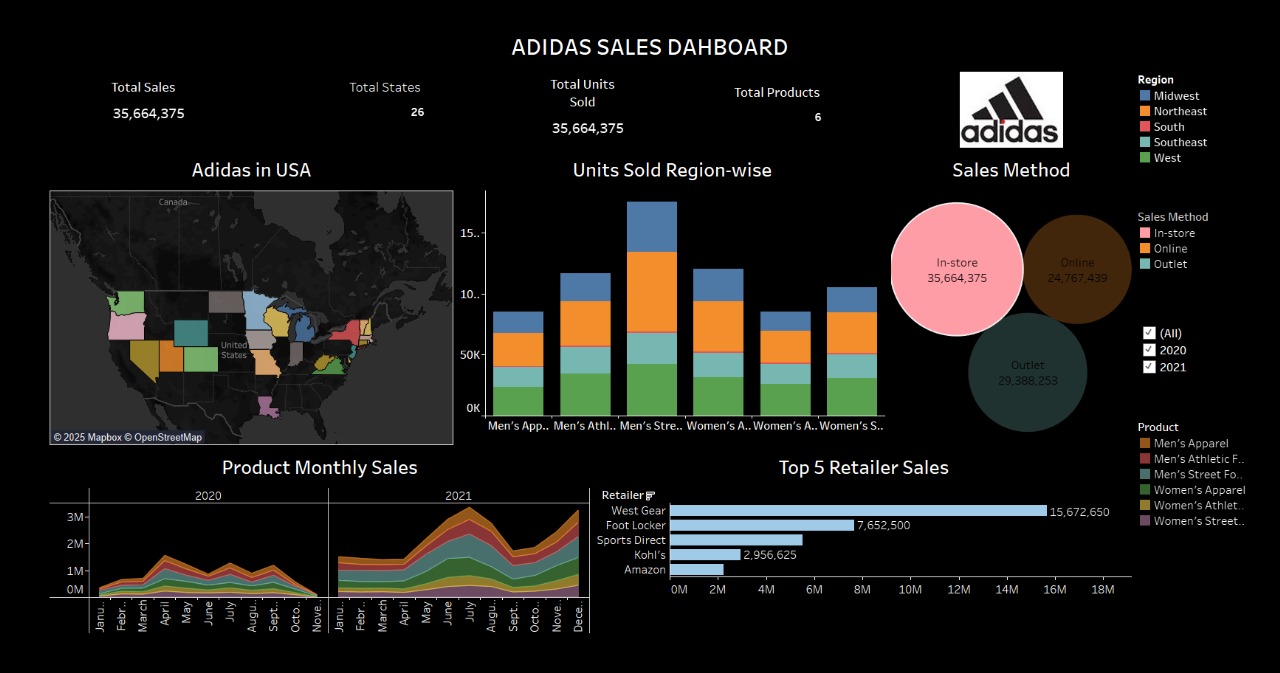 ADIDAS SALES DAHBOARD
Total Sales
35,664,375
Total States
26
Total Units
Sold
35,664,375
Total Products
6
adidas
Region
Midwest
Northeast
South
Southeast
West
Adidas in USA
Canada
United
States
© 2025 Mapbox © OpenStreetMap
Units Sold Region-wise
15..
10..
50K
0K
Men's App.. Men's Athl.. Men's Stre.. Women's A.. Women's A.. Women's S..
Sales Method
In-store
35,664,375
Online
24,767,439
Outlet
29,388,253
Sales Method
In-store
Online
Outlet
(All)
2020
2021
Product
Men's Apparel
Men's Athletic F..
Men's Street Fo..
Women's Apparel
Women's Athlet..
Women's Street..
Product Monthly Sales
2020 2021
3M
2M
1M
0M
Janu.. Febr.. March April May June July Augu.. Sept.. Octo.. Nove.. Janu.. Febr.. March April May June July Aug.. Sept.. Octo.. Nove.. Dece..
Top 5 Retailer Sales
Retailer
West Gear 15,672,650
Foot Locker 7,652,500
Sports Direct
Kohl's 2,956,625
Amazon
0M 2M 4M 6M 8M 10M 12M 14M 16M 18M